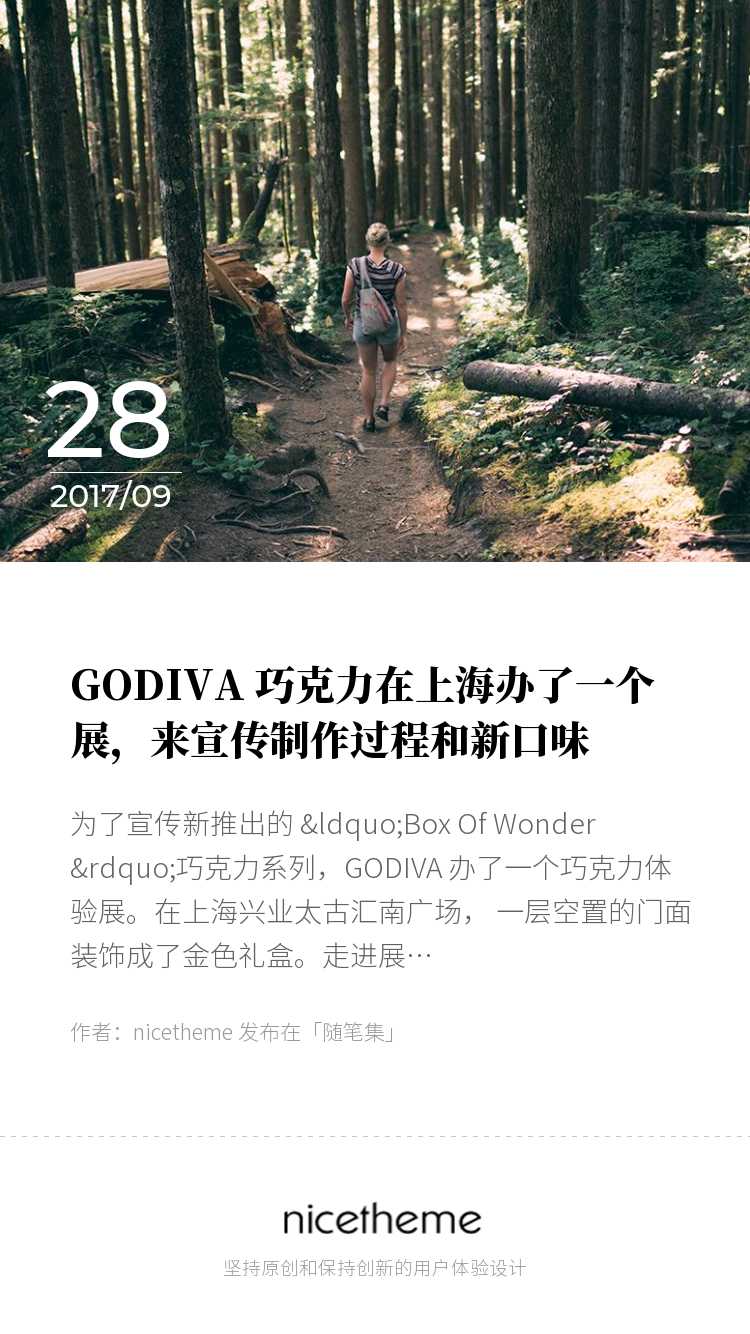 28
2017/09
GODIVA 巧克力在上海办了一个
展，来宣传制作过程和新口味
为了宣传新推出的 &ldquo;Box Of Wonder
&rdquo;巧克力系列，GODIVA 办了一个巧克力体
验展。在上海兴业太古汇南广场， 一层空置的门面
装饰成了金色礼盒。走进展…
作者：nicetheme 发布在「随笔集」
nicetheme
坚持原创和保持创新的用户体验设计